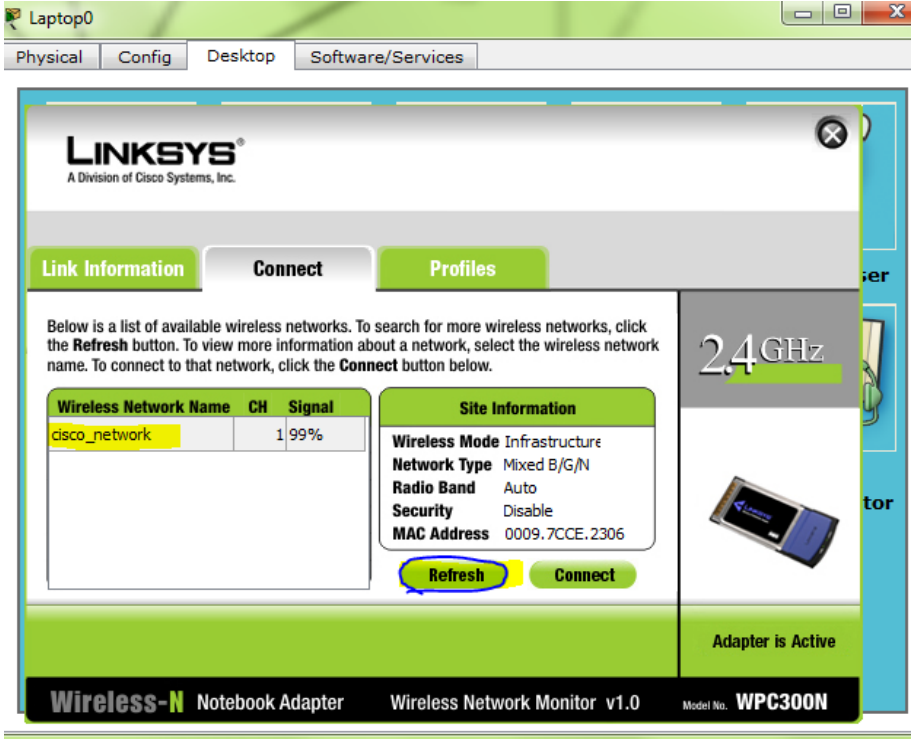 Laptop0
Physical Config Desktop Software/Services
LINKSYS®
A Division of Cisco Systems, Inc.
Link Information Connect Profiles
Below is a list of available wireless networks. To search for more wireless networks, click
the Refresh button. To view more information about a network, select the wireless network
name. To connect to that network, click the Connect button below.
2.4GHz
Wireless Network Name CH Signal
cisco_network 1 99%
Site Information
Wireless Mode Infrastructure
Network Type Mixed B/G/N
Radio Band Auto
Security Disable
MAC Address 0009.7CCE.2306
Refresh Connect
LINKSYS
Adapter is Active
Wireless-N Notebook Adapter Wireless Network Monitor v1.0 Model No. WPC300N